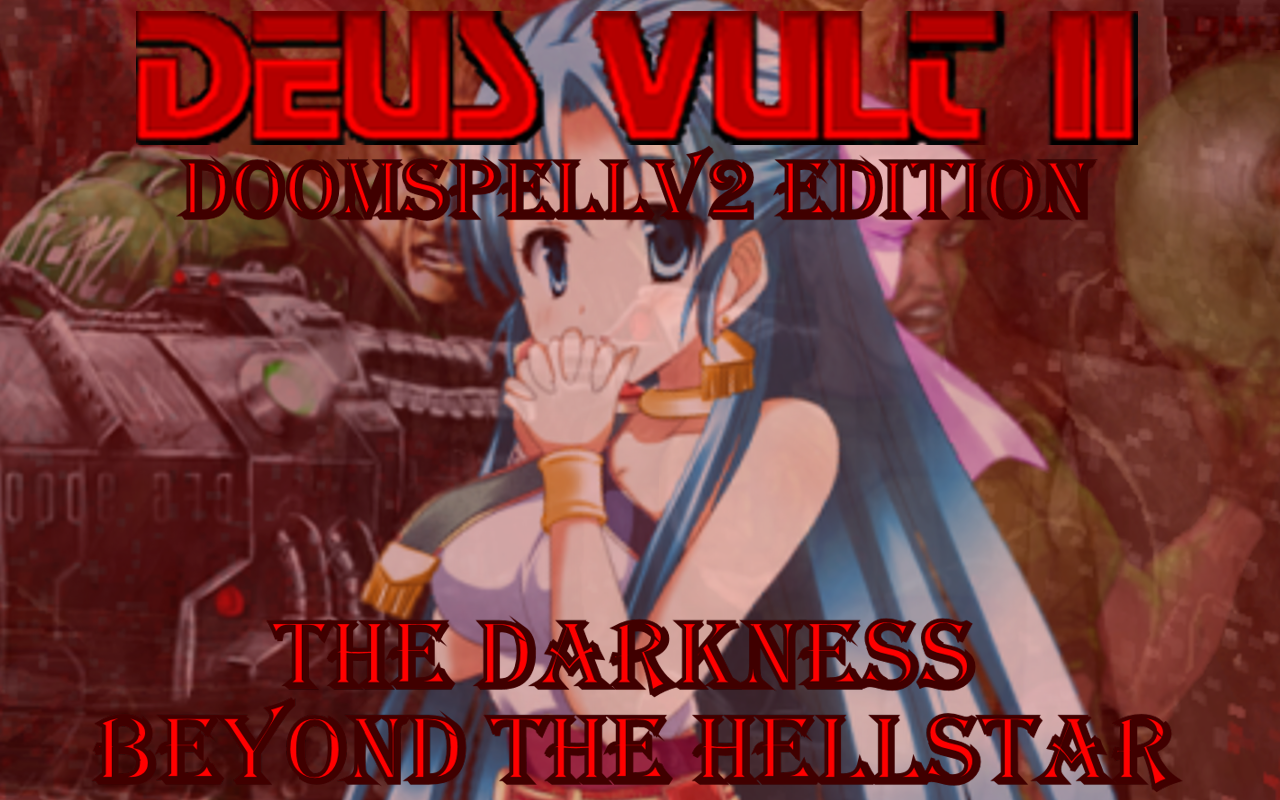 DEUS VULT II
DOOMSPELLV2 EDITION
THE DARKNESS
BEYOND THE HELLSTAR